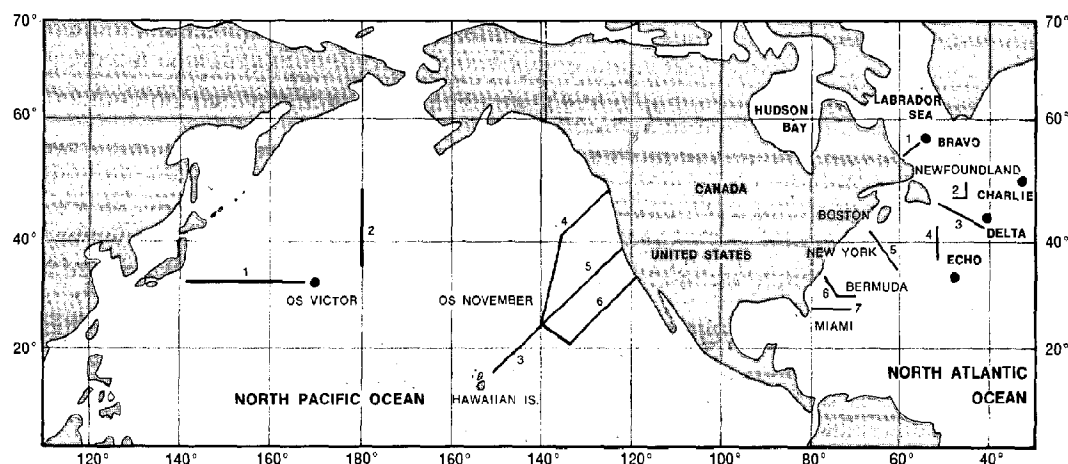 70°
70°
LABRADOR
SEA
HUDSON
BAY
60°
60°
1
BRAVO
NEWFOUNDLAND
CANADA
2
CHARLIE
BOSTON
4
3
DELTA
2
4
40°
40°
NEW YORK
5
ECHO
UNITED STATES
5
1
OS VICTOR
OS NOVEMBER
6
6
BERMUDA
7
MIAMI
20°
20°
3
NORTH ATLANTIC
OCEAN
NORTH PACIFIC OCEAN
HAWAIIAN IS.
120°
140°
160°
180°
160°
140°
120°
100°
80°
60°
40°